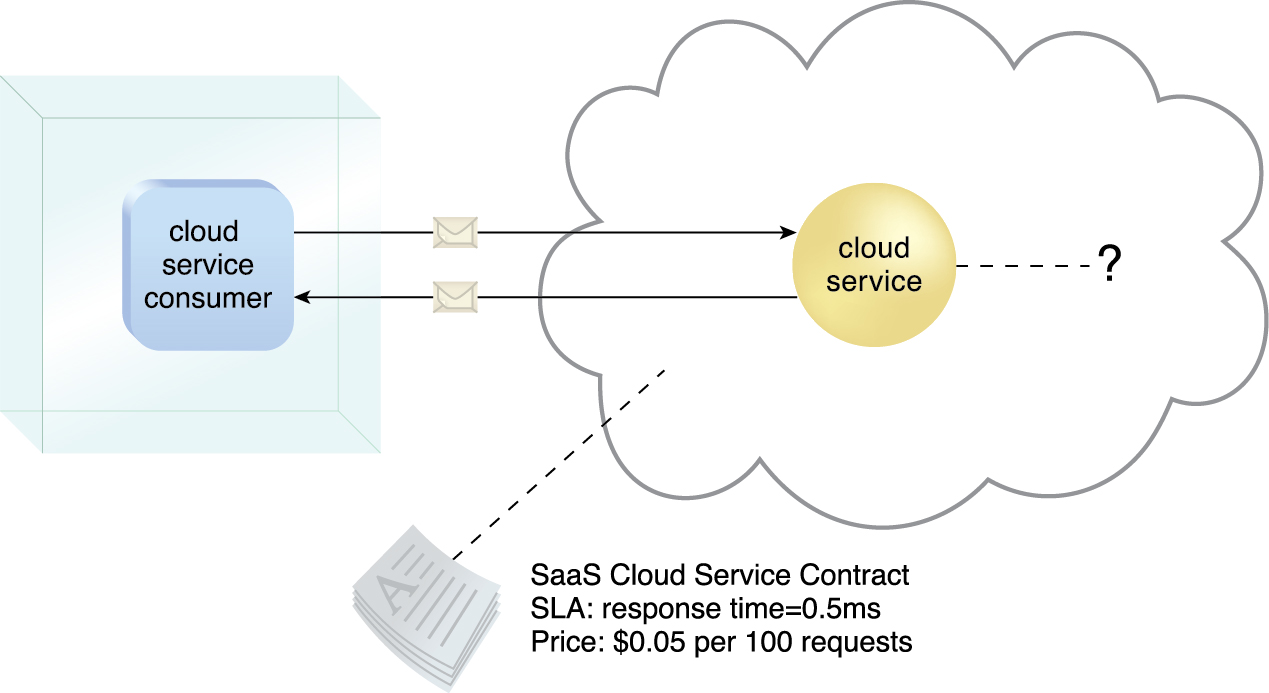 cloud
service
consumer
cloud
service
?
A
SaaS Cloud Service Contract
SLA: response time=0.5ms
Price: $0.05 per 100 requests